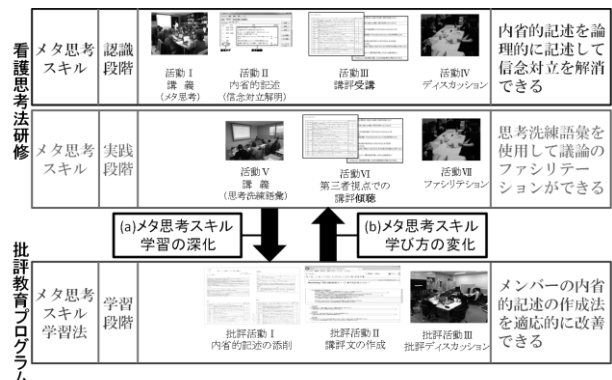 看護思考法研修
メタ思考
スキル
認識
段階
活動Ⅰ
講 義
(メタ思考)
活動Ⅱ
内省的記述
(信念対立解明)
活動Ⅲ
講評受講
活動Ⅳ
ディスカッション
内省的記述を論
理的に記述して
信念対立を解消
できる
メタ思考
スキル
実践
段階
活動Ⅴ
講 義
(思考洗練語彙)
活動Ⅵ
第三者視点での
講評傾聴
活動Ⅶ
ファシリテーション
思考洗練語彙を
使用して議論の
ファシリテー
ションができる
(a)メタ思考スキル
学習の深化
(b)メタ思考スキル
学び方の変化
批評教育プログラム
メタ思考
スキル
学習法
学習
段階
批評活動Ⅰ
内省的記述の添削
批評活動Ⅱ
講評文の作成
批評活動Ⅲ
批評ディスカッション
メンバーの内省
的記述の作成法
を適応的に改善
できる